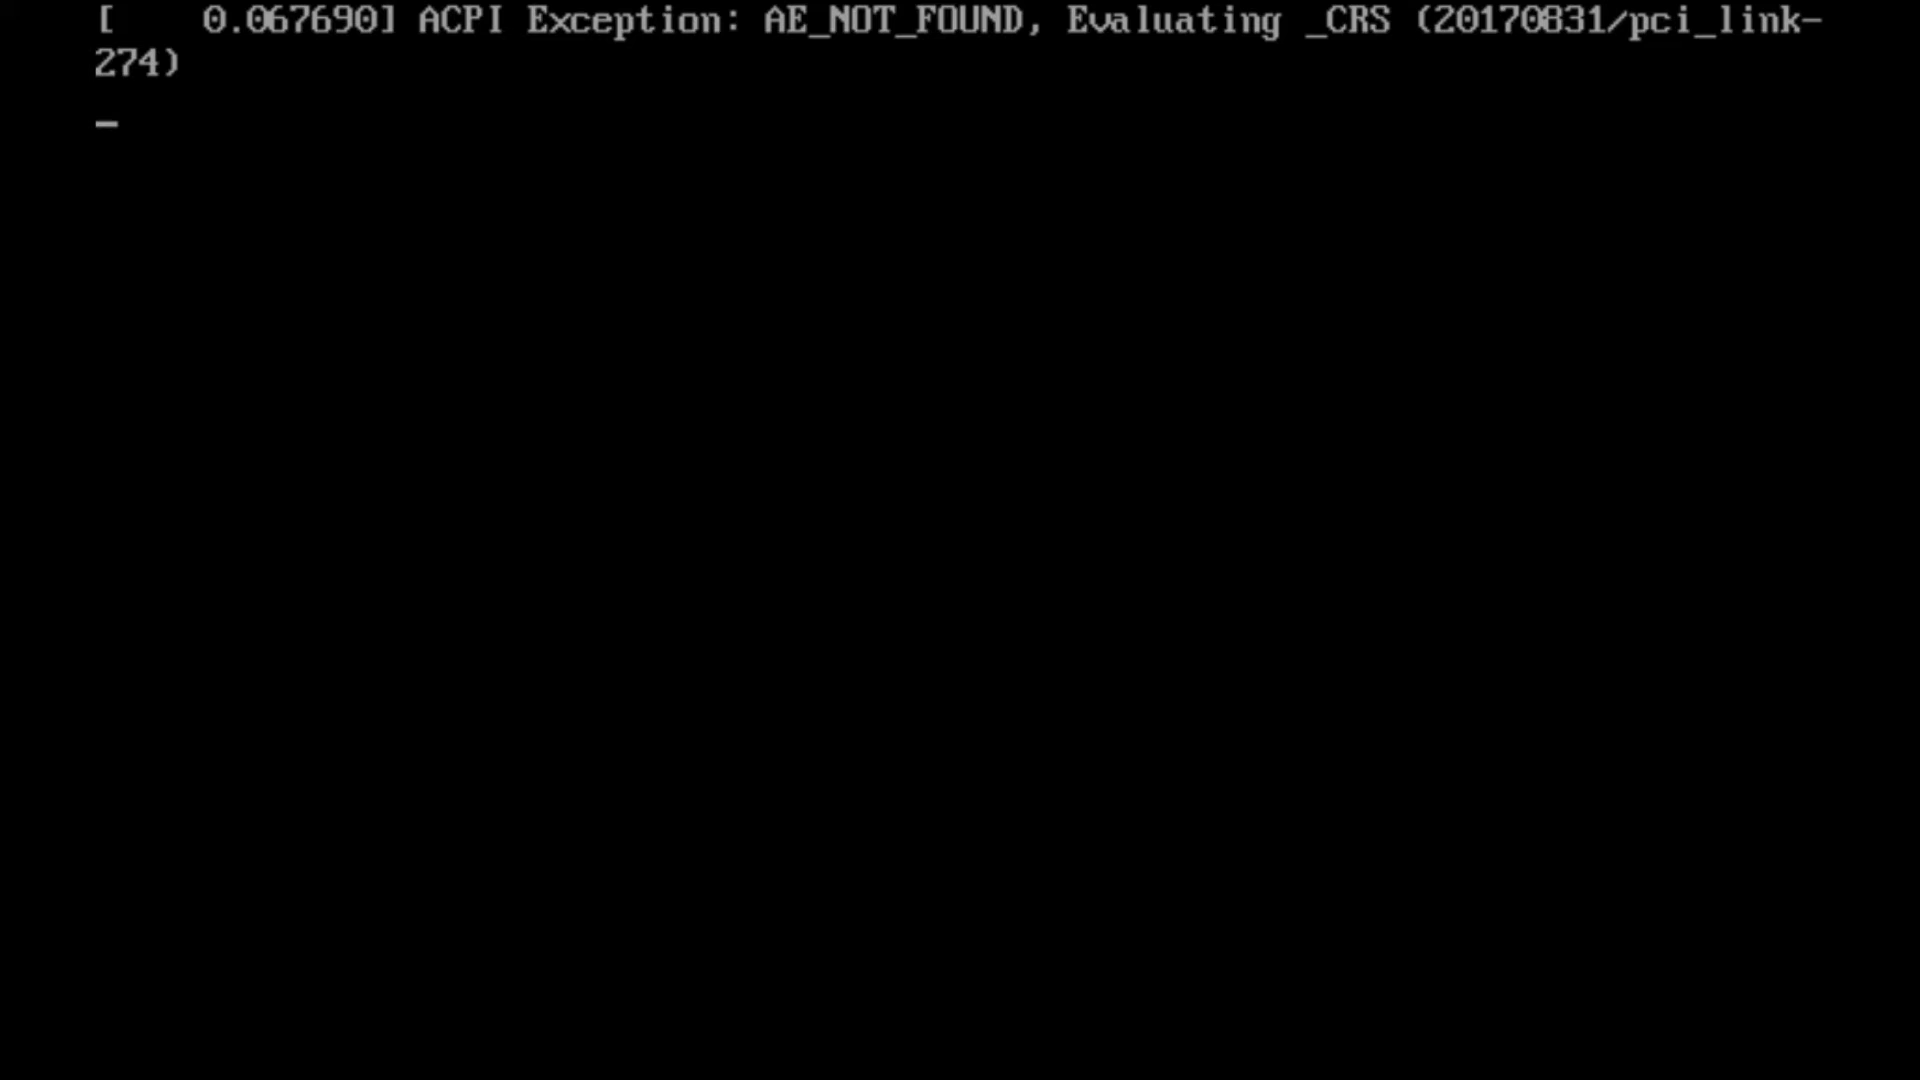 [    0.067690] ACPI Exception: AE_NOT_FOUND, Evaluating _CRS (20170831/pci_link-
274)
_